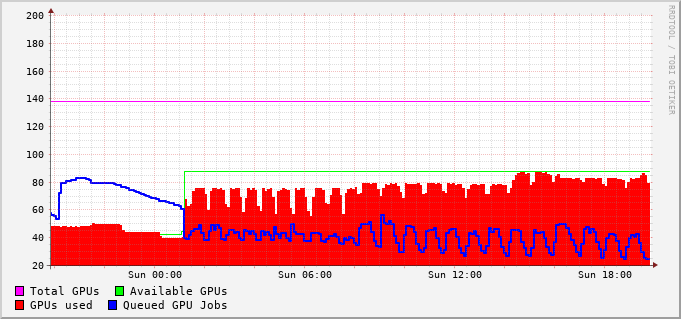 200
180
160
140
120
100
80
60
40
20
Sun 00:00 Sun 06:00 Sun 12:00 Sun 18:00
Total GPUs Available GPUs
GPUs used Queued GPU Jobs
RRDTOOL / TOBI OETIKER